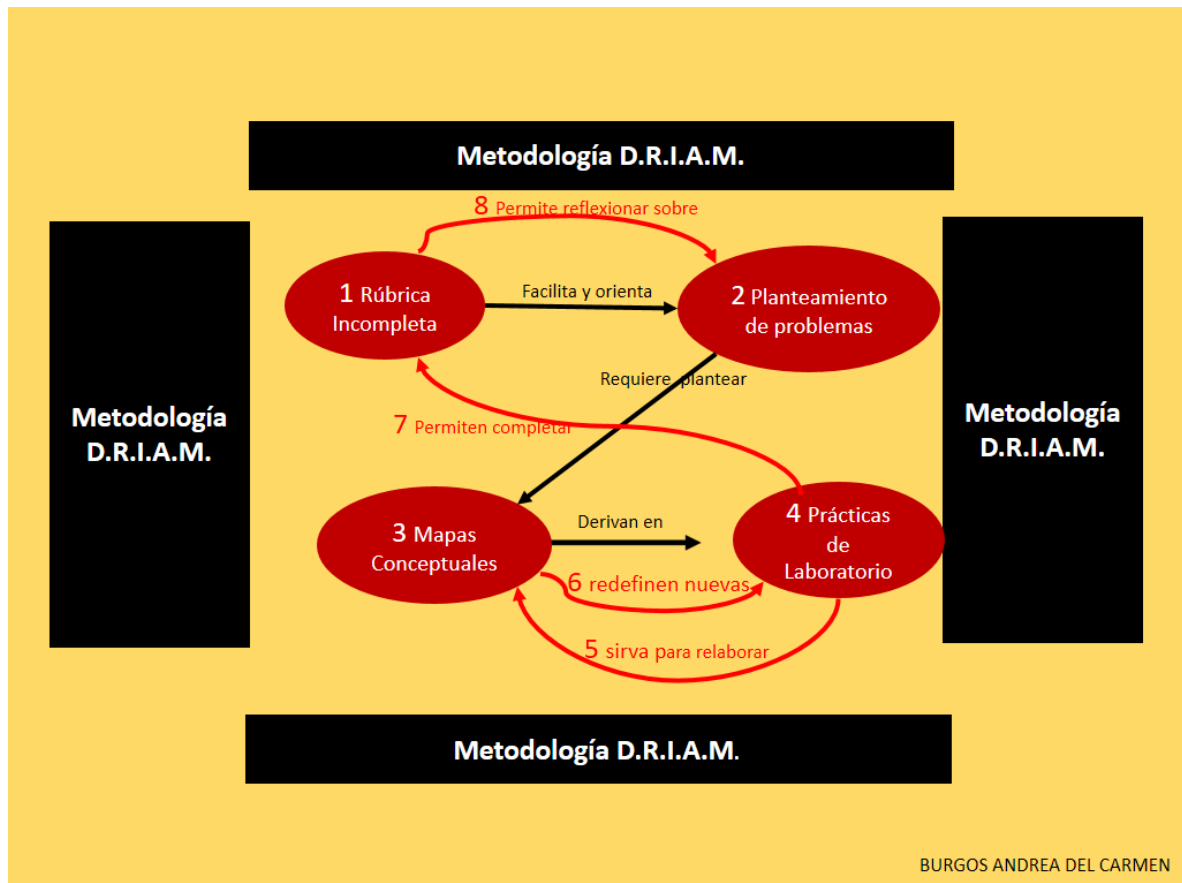 Metodología D.R.I.A.M.
8 Permite reflexionar sobre
1 Rúbrica
Incompleta
Facilita y orienta
2 Planteamiento
de problemas
Requiere plantear
Metodología
D.R.I.A.M.
7 Permiten completar
Metodología
D.R.I.A.M.
3 Mapas
Conceptuales
Derivan en
4 Prácticas
de
Laboratorio
6 redefinen nuevas
5 sirva para relaborar
Metodología D.R.I.A.M.
BURGOS ANDREA DEL CARMEN